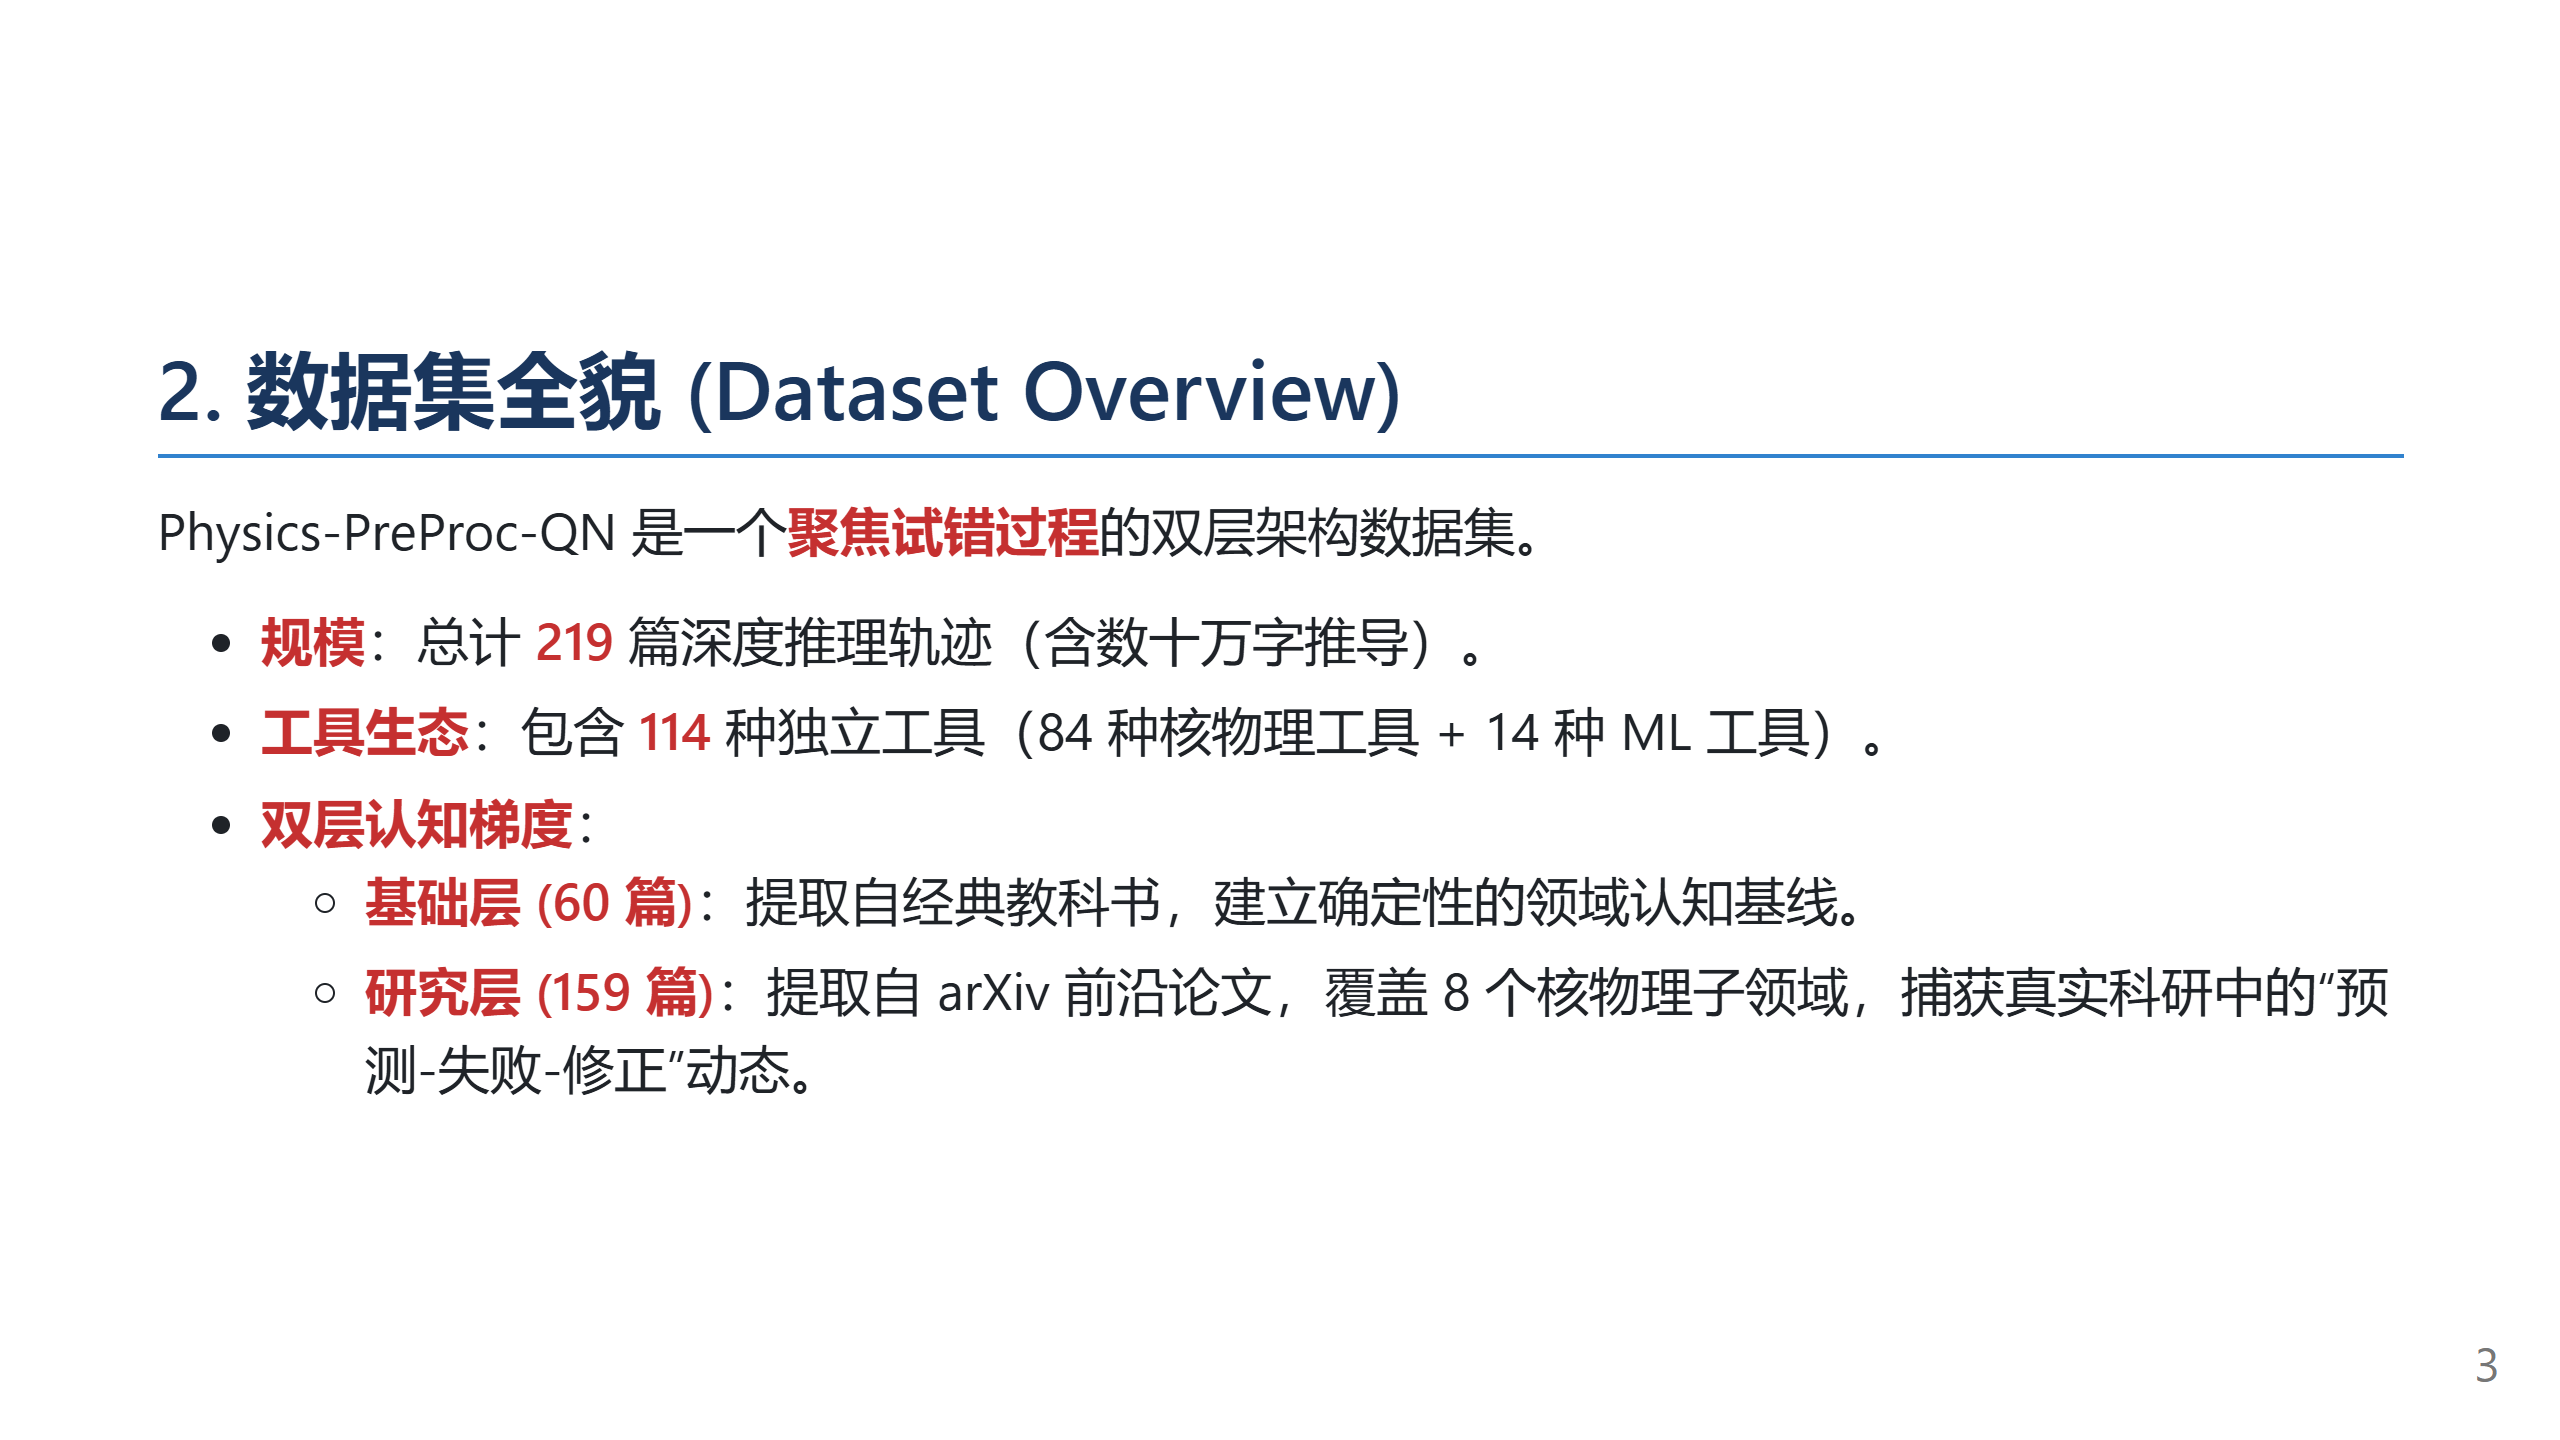 2. 数据集全貌 (Dataset Overview)
Physics-PreProc-QN 是一个聚焦试错过程的双层架构数据集。
• 规模：总计 219 篇深度推理轨迹（含数十万字推导）。
• 工具生态：包含 114 种独立工具（84 种核物理工具 + 14 种 ML 工具）。
• 双层认知梯度：
◦ 基础层 (60 篇)：提取自经典教科书，建立确定性的领域认知基线。
◦ 研究层 (159 篇)：提取自 arXiv 前沿论文，覆盖 8 个核物理子领域，捕获真实科研中的“预
测-失败-修正”动态。
3